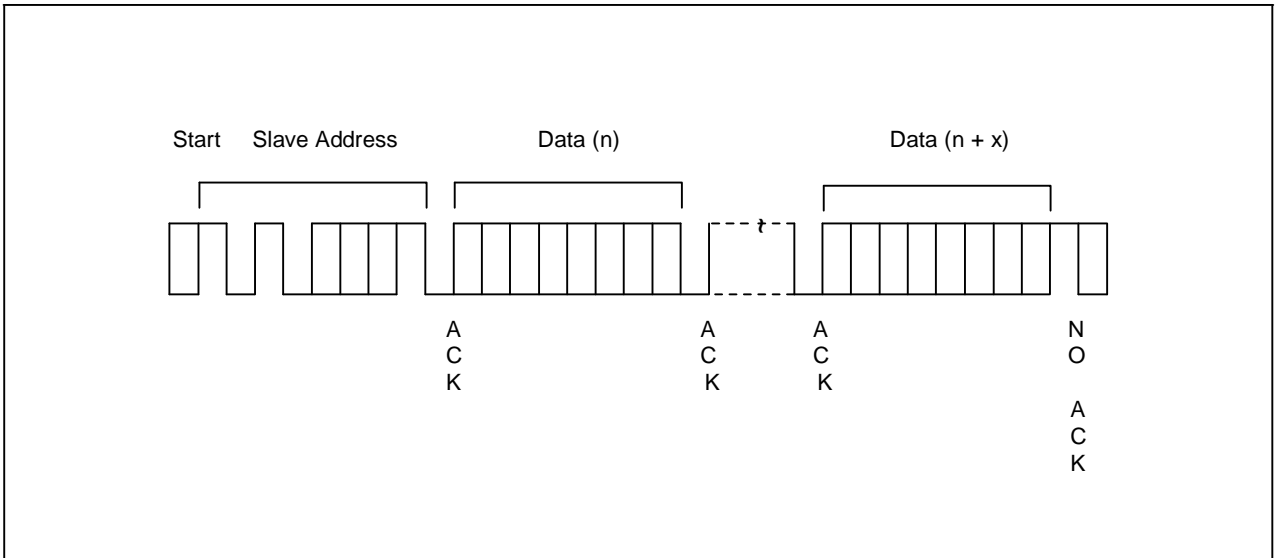 Start Slave Address Data (n) Data (n + x)
A A A N
C C C O
K K K
A
C
K